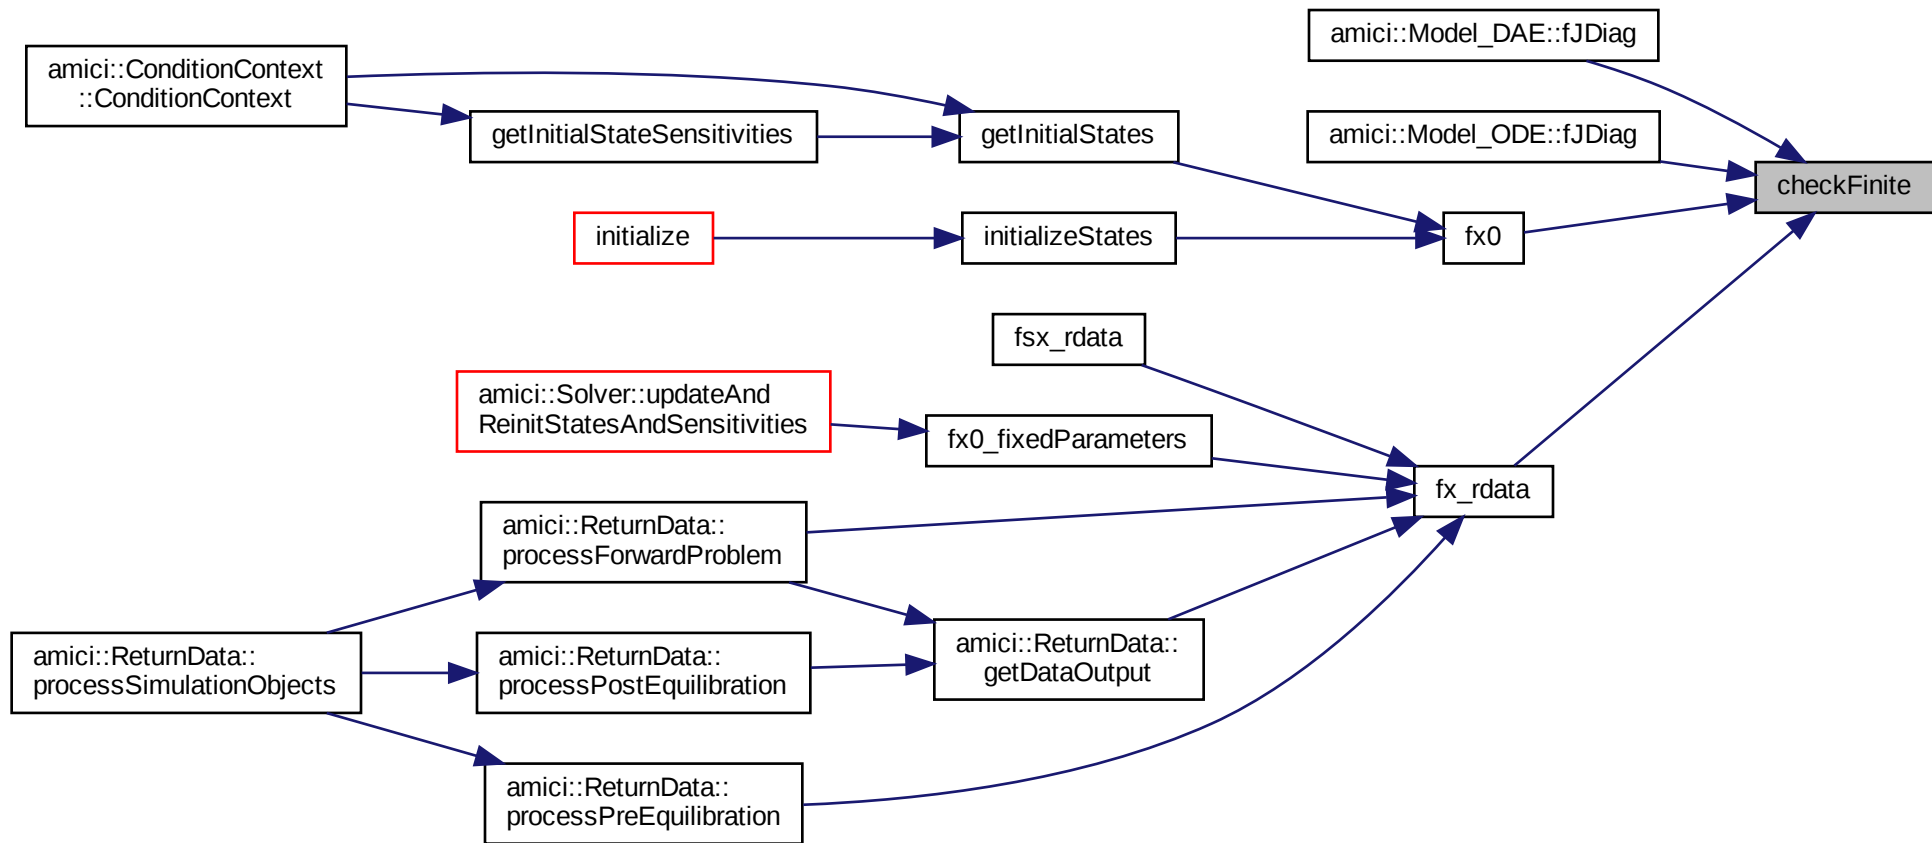 amici::Model_DAE::fJDiag
amici::ConditionContext
::ConditionContext
getInitialStateSensitivities
getInitialStates
amici::Model_ODE::fJDiag
checkFinite
initialize
initializeStates
fx0
fsx_rdata
amici::Solver::updateAnd
ReinitStatesAndSensitivities
fx0_fixedParameters
fx_rdata
amici::ReturnData::
processForwardProblem
amici::ReturnData::
processSimulationObjects
amici::ReturnData::
processPostEquilibration
amici::ReturnData::
getDataOutput
amici::ReturnData::
processPreEquilibration